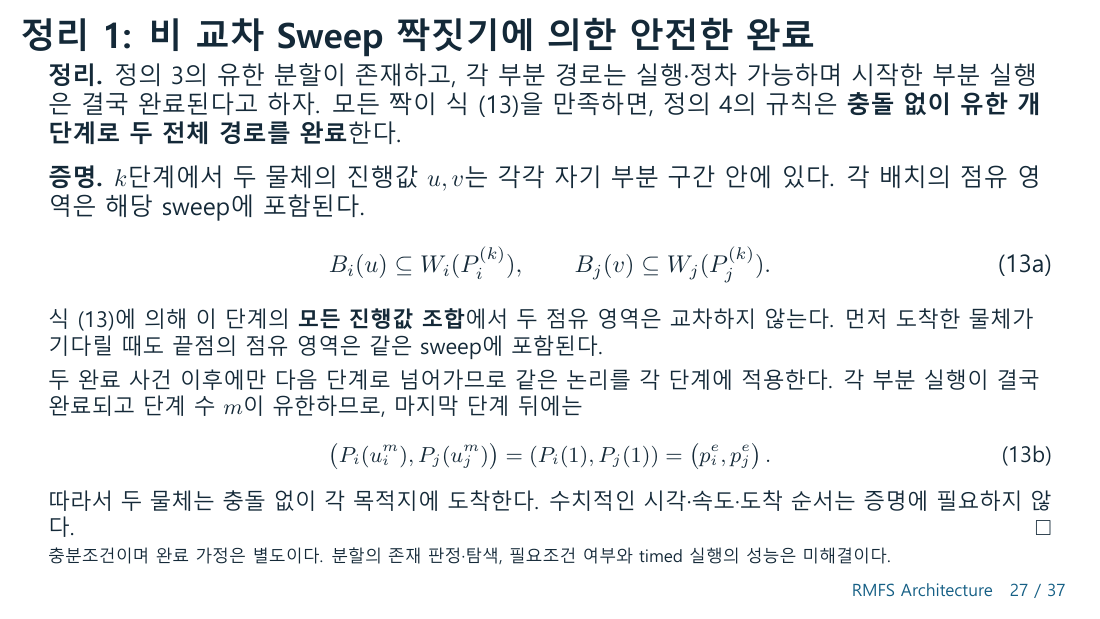 정리 1: 비 교차 Sweep 짝짓기에 의한 안전한 완료
정리. 정의 3의 유한 분할이 존재하고, 각 부분 경로는 실행·정차 가능하며 시작한 부분 실행
은 결국 완료된다고 하자. 모든 짝이 식 (13)을 만족하면, 정의 4의 규칙은 충돌 없이 유한 개
단계로 두 전체 경로를 완료한다.
증명. k단계에서 두 물체의 진행값 u, v는 각각 자기 부분 구간 안에 있다. 각 배치의 점유 영
역은 해당 sweep에 포함된다.
B_i(u) ⊆ W_i(P_i^{(k)}), B_j(v) ⊆ W_j(P_j^{(k)}). (13a)
식 (13)에 의해 이 단계의 모든 진행값 조합에서 두 점유 영역은 교차하지 않는다. 먼저 도착한 물체가
기다릴 때도 끝점의 점유 영역은 같은 sweep에 포함된다.
두 완료 사건 이후에만 다음 단계로 넘어가므로 같은 논리를 각 단계에 적용한다. 각 부분 실행이 결국
완료되고 단계 수 m이 유한하므로, 마지막 단계 뒤에는
(P_i(u_i^m), P_j(u_j^m)) = (P_i(1), P_j(1)) = (p_i^e, p_j^e). (13b)
따라서 두 물체는 충돌 없이 각 목적지에 도착한다. 수치적인 시각·속도·도착 순서는 증명에 필요하지 않
다. □
충분조건이며 완료 가정은 별도이다. 분할의 존재 판정·탐색, 필요조건 여부와 timed 실행의 성능은 미해결이다.
RMFS Architecture 27 / 37